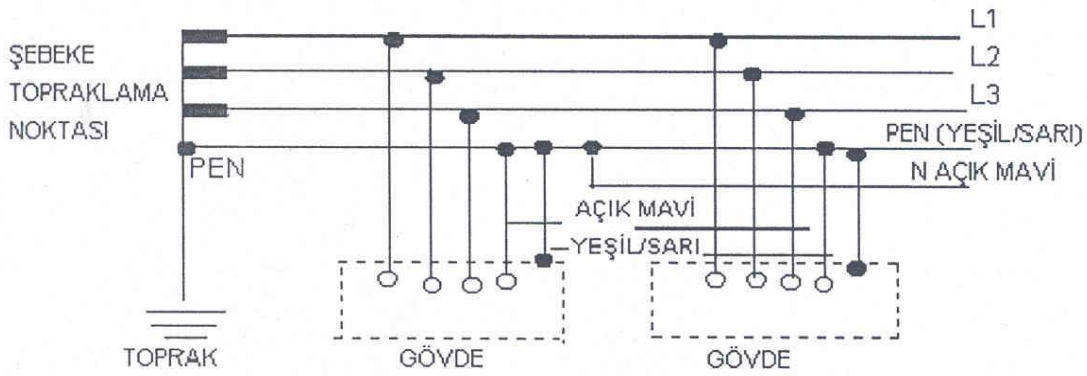 ŞEBEKE
TOPRAKLAMA
NOKTASI
L1
L2
L3
PEN
PEN (YEŞİL/SARI)
N AÇIK MAVİ
AÇIK MAVİ
YEŞİL/SARI
TOPRAK
GÖVDE
GÖVDE